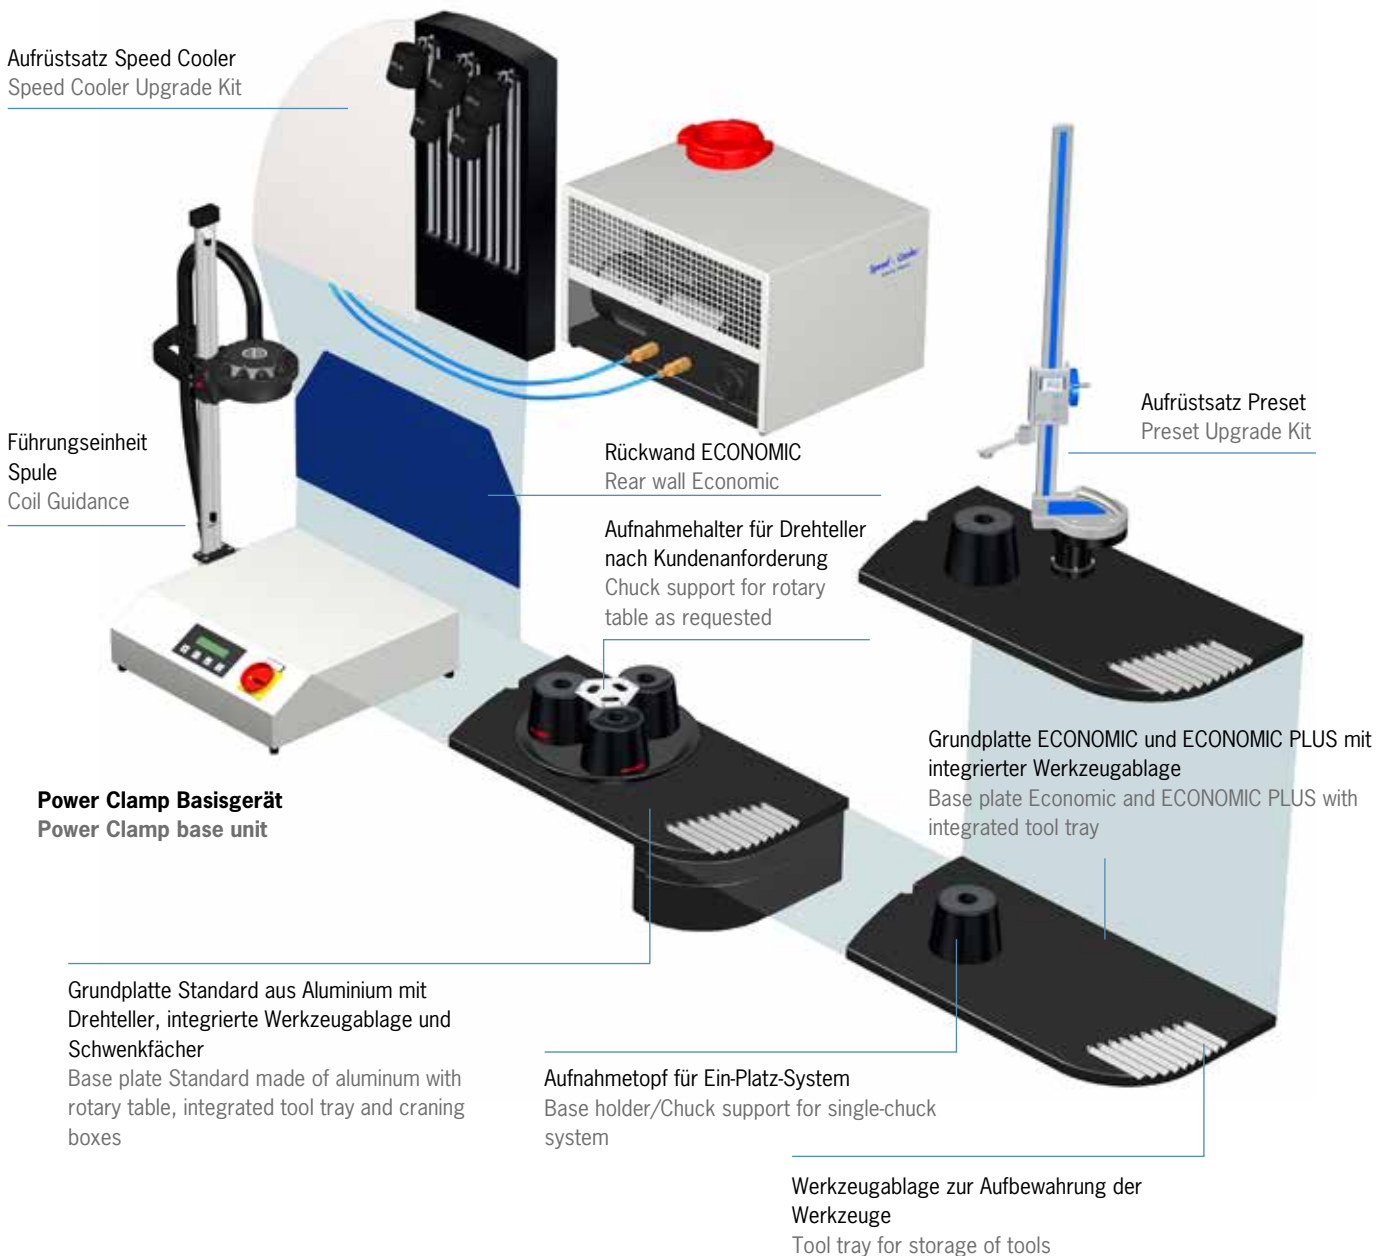 Aufrüstsatz Speed Cooler
Speed Cooler Upgrade Kit
Speed - Cooler
Führungseinheit
Spule
Coil Guidance
Rückwand ECONOMIC
Rear wall Economic
Aufrüstsatz Preset
Preset Upgrade Kit
Aufnahmehalter für Drehteller
nach Kundenanforderung
Chuck support for rotary
table as requested
Power Clamp Basisgerät
Power Clamp base unit
Grundplatte ECONOMIC und ECONOMIC PLUS mit
integrierter Werkzeugablage
Base plate Economic and ECONOMIC PLUS with
integrated tool tray
Grundplatte Standard aus Aluminium mit
Drehteller, integrierte Werkzeugablage und
Schwenkfächer
Base plate Standard made of aluminum with
rotary table, integrated tool tray and craning
boxes
Aufnahmetopf für Ein-Platz-System
Base holder/Chuck support for single-chuck
system
Werkzeugablage zur Aufbewahrung der
Werkzeuge
Tool tray for storage of tools